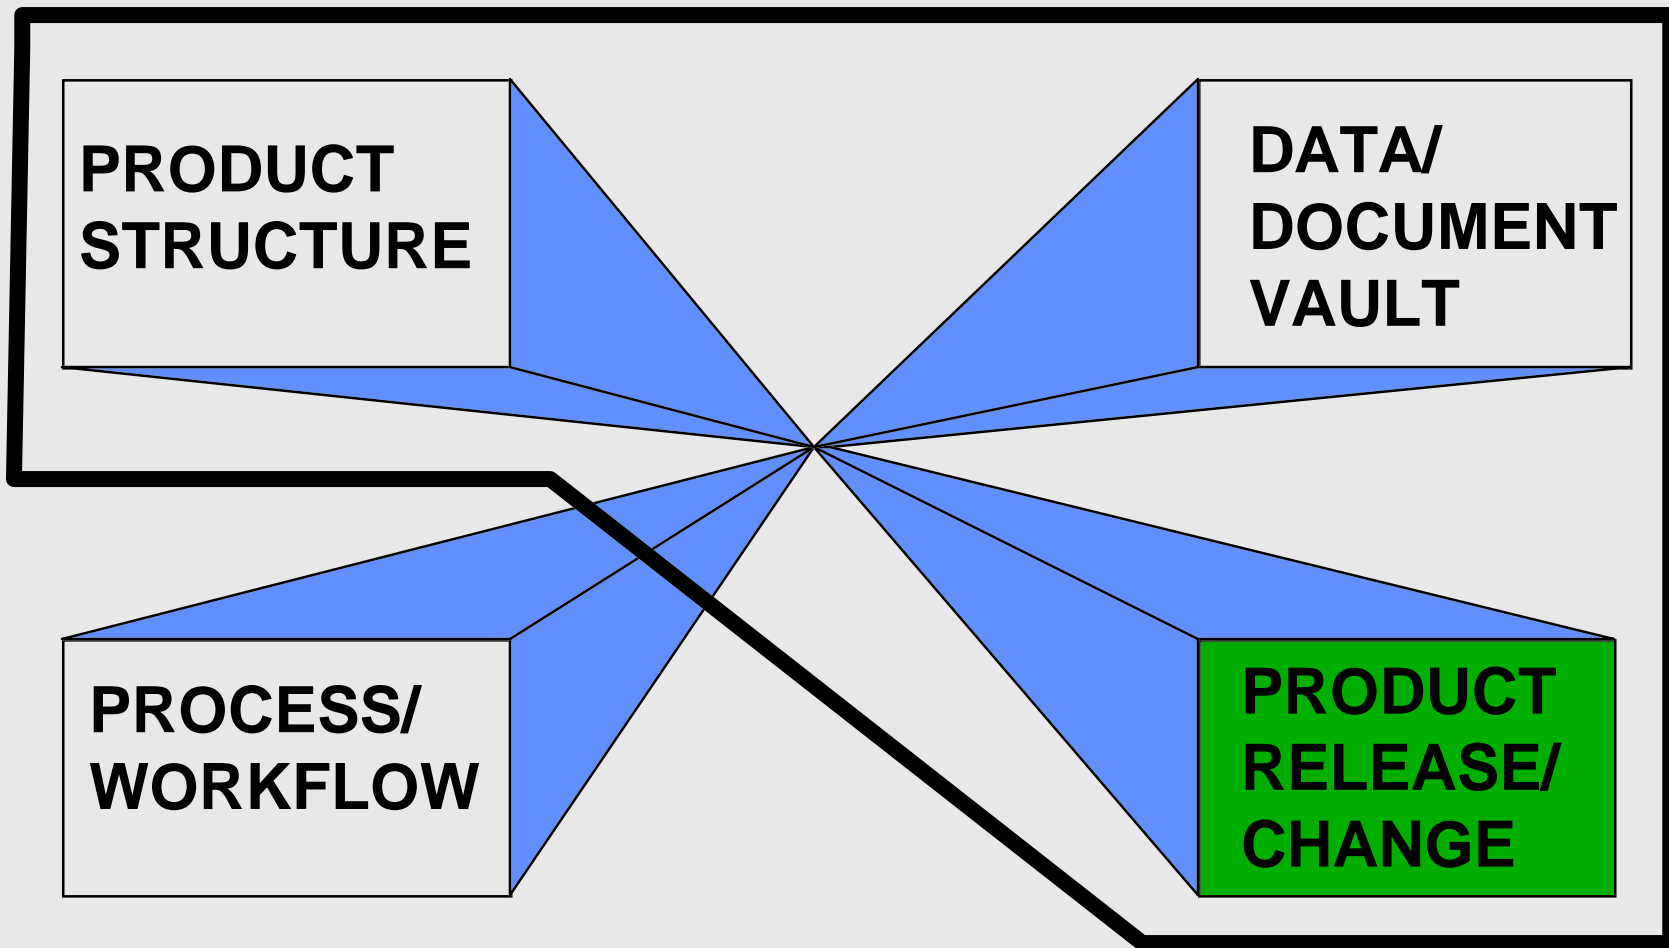 PRODUCT
STRUCTURE
DATA/
DOCUMENT
VAULT
PROCESS/
WORKFLOW
PRODUCT
RELEASE/
CHANGE